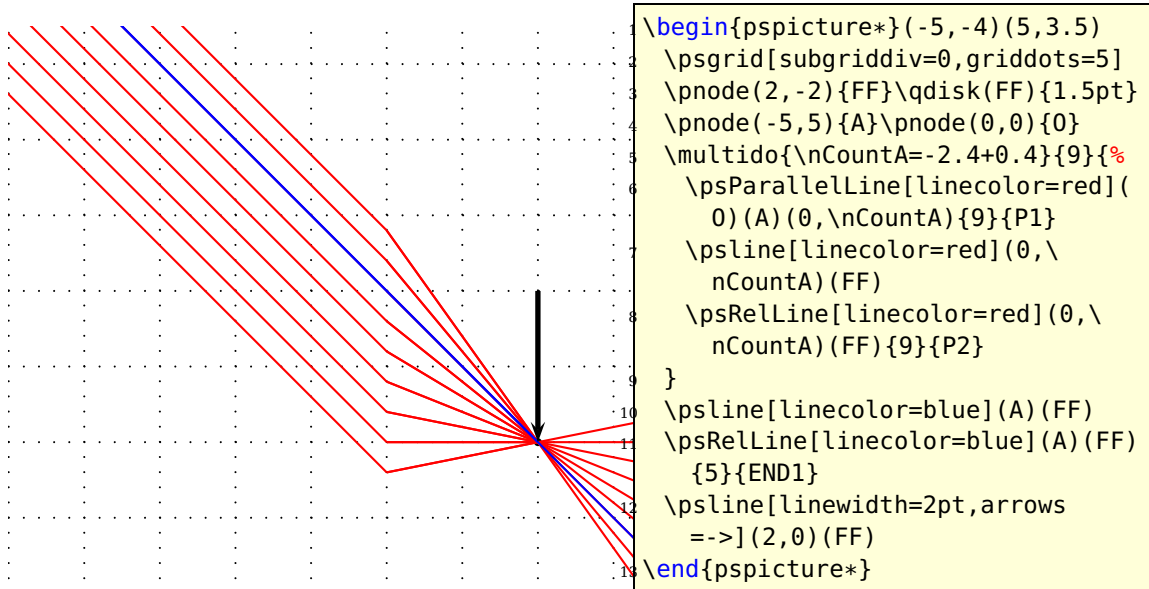 1 \begin{pspicture*}(-5,-4)(5,3.5)
2 \psgrid[subgriddiv=0,griddots=5]
3 \pnode(2,-2){FF}\qdisk(FF){1.5pt}
4 \pnode(-5,5){A}\pnode(0,0){O}
5 \multido{\nCountA=-2.4+0.4}{9}{%
6 \psParallelLine[linecolor=red](
O)(A)(0,\nCountA){9}{P1}
7 \psline[linecolor=red](0,\
nCountA)(FF)
8 \psRelLine[linecolor=red](0,\
nCountA)(FF){9}{P2}
9 }
10 \psline[linecolor=blue](A)(FF)
11 \psRelLine[linecolor=blue](A)(FF)
{5}{END1}
12 \psline[linewidth=2pt,arrows
=->](2,0)(FF)
13 \end{pspicture*}